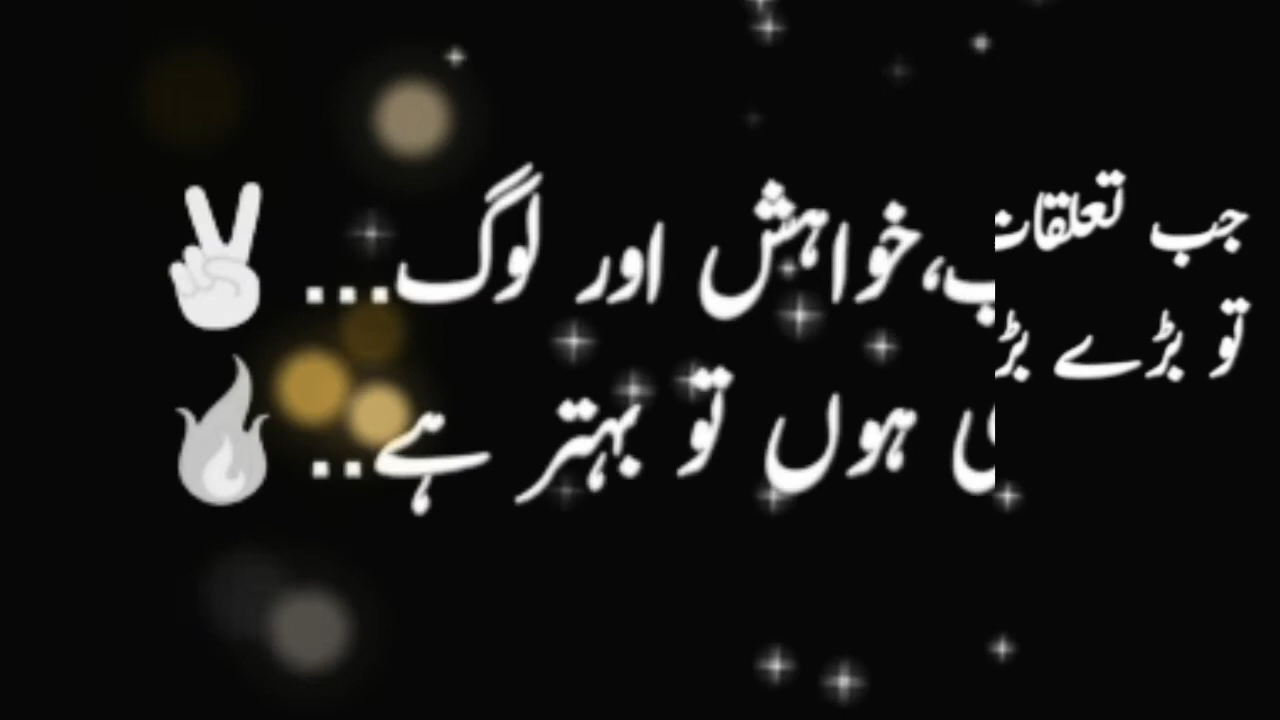 جب تعلقات
تو بڑے بڑ
خواہش اور لوگ... ✌
ہوں تو بہتر ہے.. 🔥